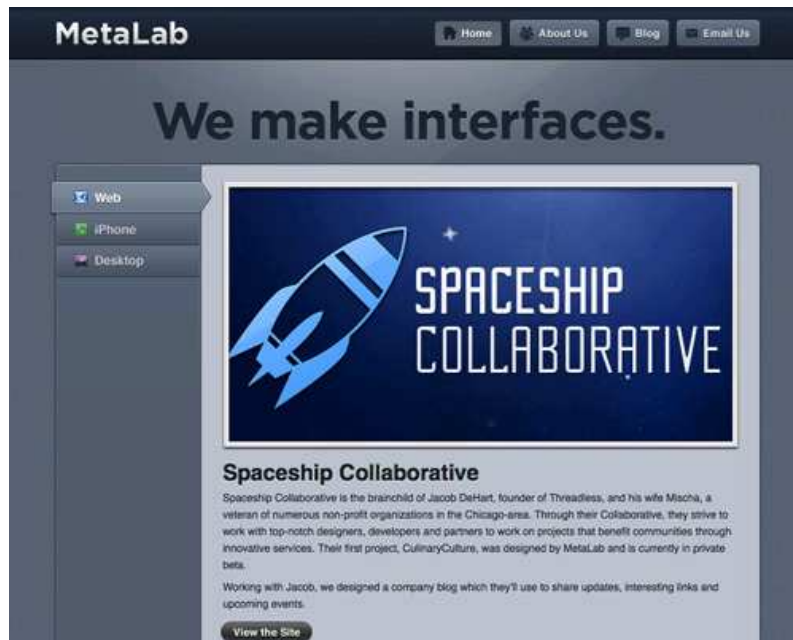 MetaLab
Home About Us Blog Email Us
We make interfaces.
Web
iPhone
Desktop
SPACESHIP
COLLABORATIVE
Spaceship Collaborative
Spaceship Collaborative is the brainchild of Jacob DeHart, founder of Threadless, and his wife Mischa, a
veteran of numerous non-profit organizations in the Chicago-area. Through their Collaborative, they strive to
work with top-notch designers, developers and partners to work on projects that benefit communities through
innovative services. Their first project, CulinaryCulture, was designed by MetaLab and is currently in private
beta.
Working with Jacob, we designed a company blog which they'll use to share updates, interesting links and
upcoming events.
View the Site